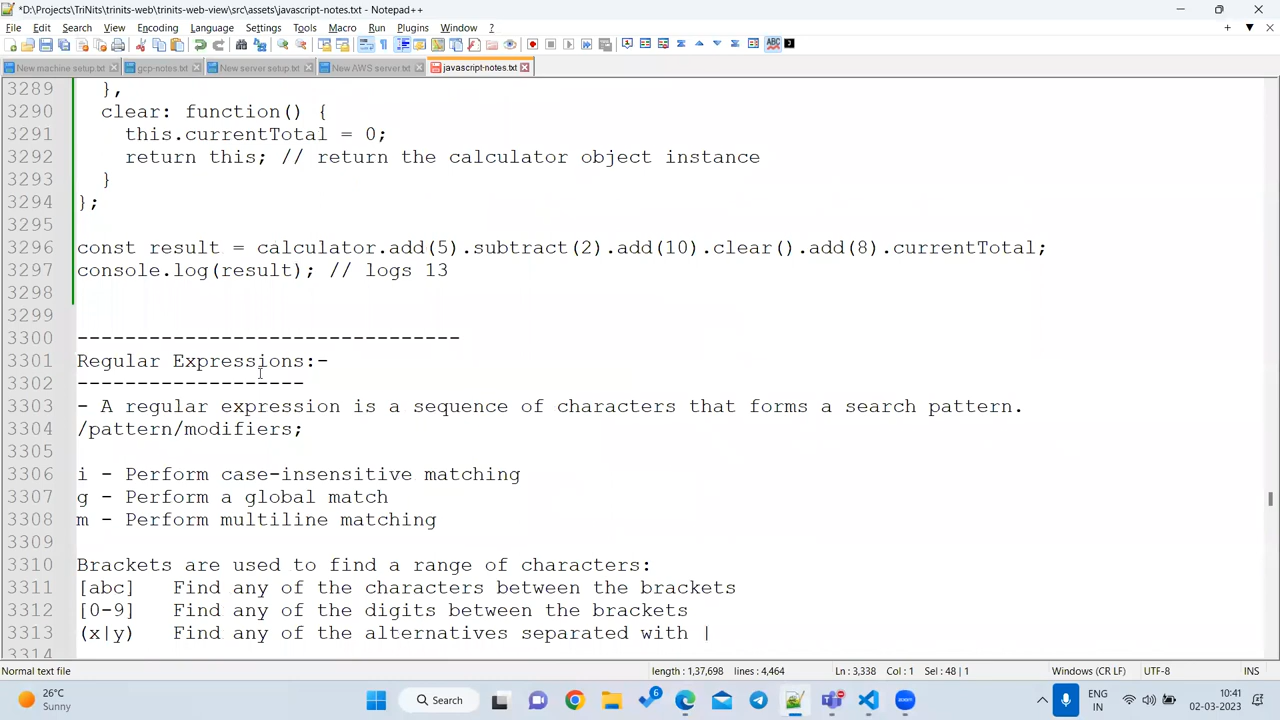 *D:\Projects\TriNits\trinits-web\trinits-web-view\src\assets\javascript-notes.txt - Notepad++
File Edit Search View Encoding Language Settings Tools Macro Run Plugins Window ?
New machine setup.txt gcp-notes.txt New server setup.txt New AWS server.txt javascript-notes.txt
3289 },
3290 clear: function() {
3291 this.currentTotal = 0;
3292 return this; // return the calculator object instance
3293 }
3294 };
3295
3296 const result = calculator.add(5).subtract(2).add(10).clear().add(8).currentTotal;
3297 console.log(result); // logs 13
3298
3299
3300 --------------------------------
3301 Regular Expressions:-
3302 -------------------
3303 - A regular expression is a sequence of characters that forms a search pattern.
3304 /pattern/modifiers;
3305
3306 i - Perform case-insensitive matching
3307 g - Perform a global match
3308 m - Perform multiline matching
3309
3310 Brackets are used to find a range of characters:
3311 [abc] Find any of the characters between the brackets
3312 [0-9] Find any of the digits between the brackets
3313 (x|y) Find any of the alternatives separated with |
3314
Normal text file length : 1,37,698 lines : 4,464 Ln : 3,338 Col : 1 Sel : 48 | 1 Windows (CR LF) UTF-8 INS
26°C
Sunny
Search
6
ENG
IN
10:41
02-03-2023